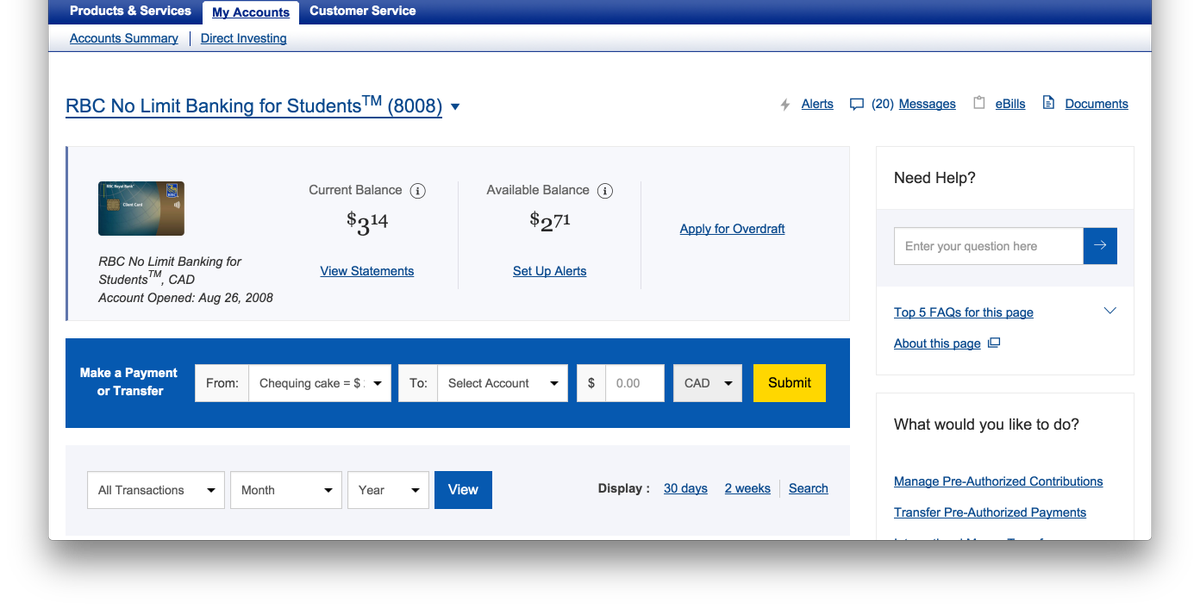 Products & Services My Accounts Customer Service
Accounts Summary Direct Investing
RBC No Limit Banking for Students™ (8008)
Alerts (20) Messages eBills Documents
Current Balance
$3 14
View Statements
Available Balance
$2 71
Set Up Alerts
Apply for Overdraft
RBC Royal Bank
RBC
Client Card
RBC No Limit Banking for
Students™, CAD
Account Opened: Aug 26, 2008
Make a Payment
or Transfer
From: Chequing cake = $ To: Select Account $ 0.00 CAD Submit
All Transactions Month Year View
Display : 30 days 2 weeks Search
Need Help?
Enter your question here
Top 5 FAQs for this page
About this page
What would you like to do?
Manage Pre-Authorized Contributions
Transfer Pre-Authorized Payments